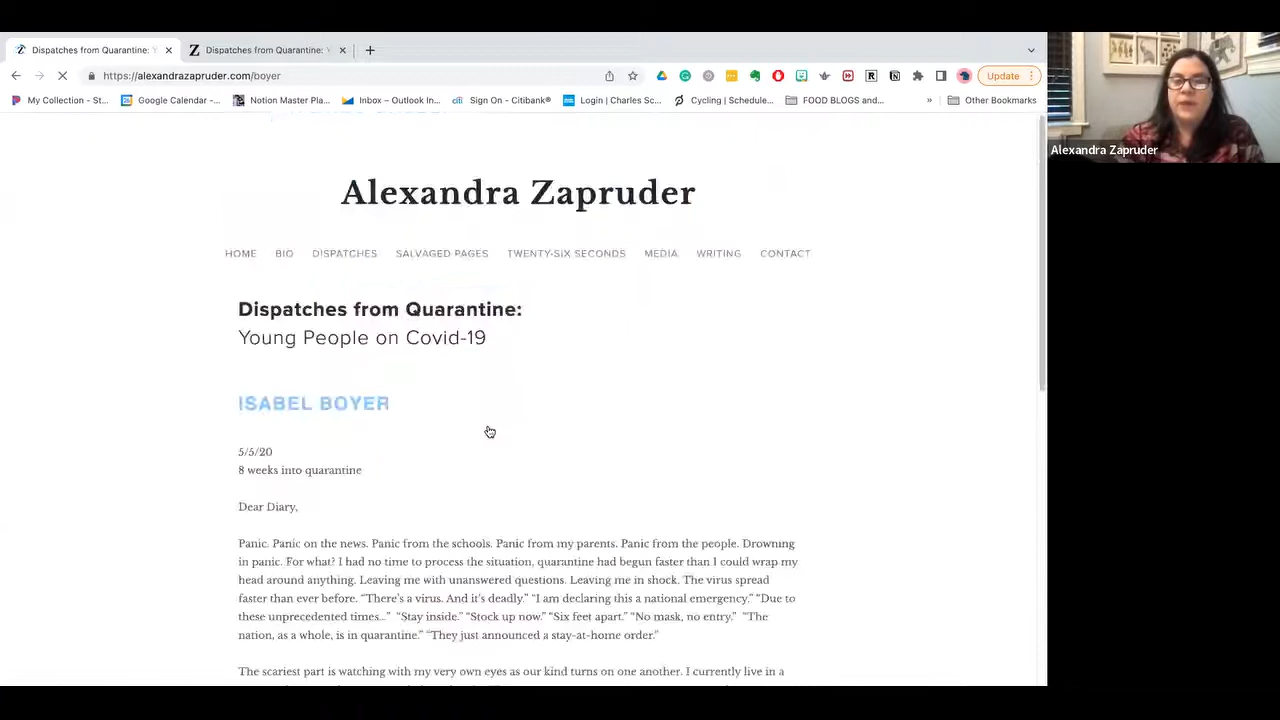 Dispatches from Quarantine:
Dispatches from Quarantine:
https://alexandrazapruder.com/boyer
Update
My Collection - St...
Google Calendar -...
Notion Master Pla...
Inbox – Outlook In...
Sign On - Citibank®
Login | Charles Sc...
Cycling | Schedule...
FOOD BLOGS and...
»
Other Bookmarks
Alexandra Zapruder
Alexandra Zapruder
HOME BIO DISPATCHES SALVAGED PAGES TWENTY-SIX SECONDS MEDIA WRITING CONTACT
Dispatches from Quarantine:
Young People on Covid-19
ISABEL BOYER
5/5/20
8 weeks into quarantine
Dear Diary,
Panic. Panic on the news. Panic from the schools. Panic from my parents. Panic from the people. Drowning
in panic. For what? I had no time to process the situation, quarantine had begun faster than I could wrap my
head around anything. Leaving me with unanswered questions. Leaving me in shock. The virus spread
faster than ever before. “There’s a virus. And it’s deadly.” “I am declaring this a national emergency.” “Due to
these unprecedented times...” “Stay inside.” “Stock up now.” “Six feet apart.” “No mask, no entry.” “The
nation, as a whole, is in quarantine.” “They just announced a stay-at-home order.”
The scariest part is watching with my very own eyes as our kind turns on one another. I currently live in a